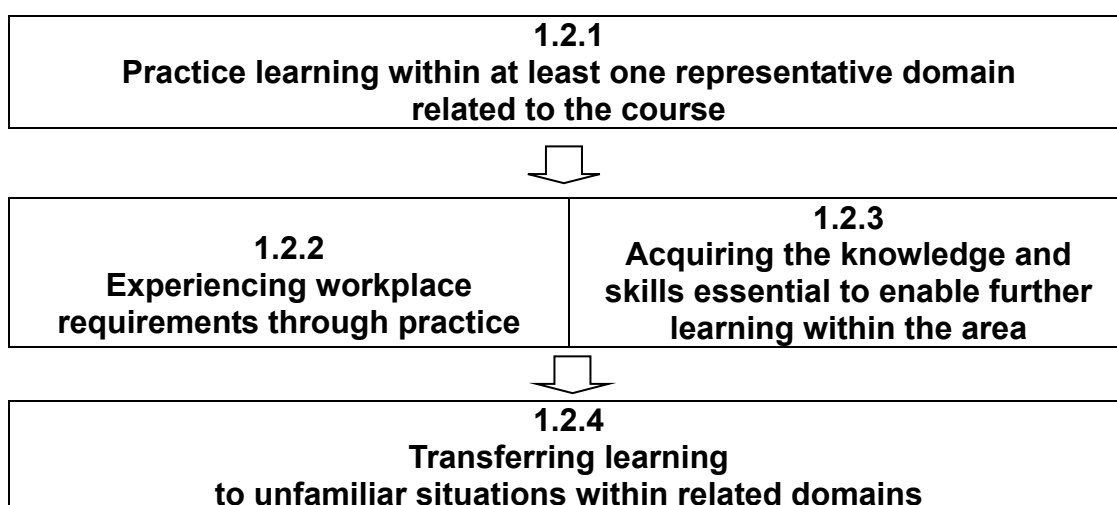 1.2.1
Practice learning within at least one representative domain
related to the course
1.2.2
Experiencing workplace
requirements through practice
1.2.3
Acquiring the knowledge and
skills essential to enable further
learning within the area
1.2.4
Transferring learning
to unfamiliar situations within related domains